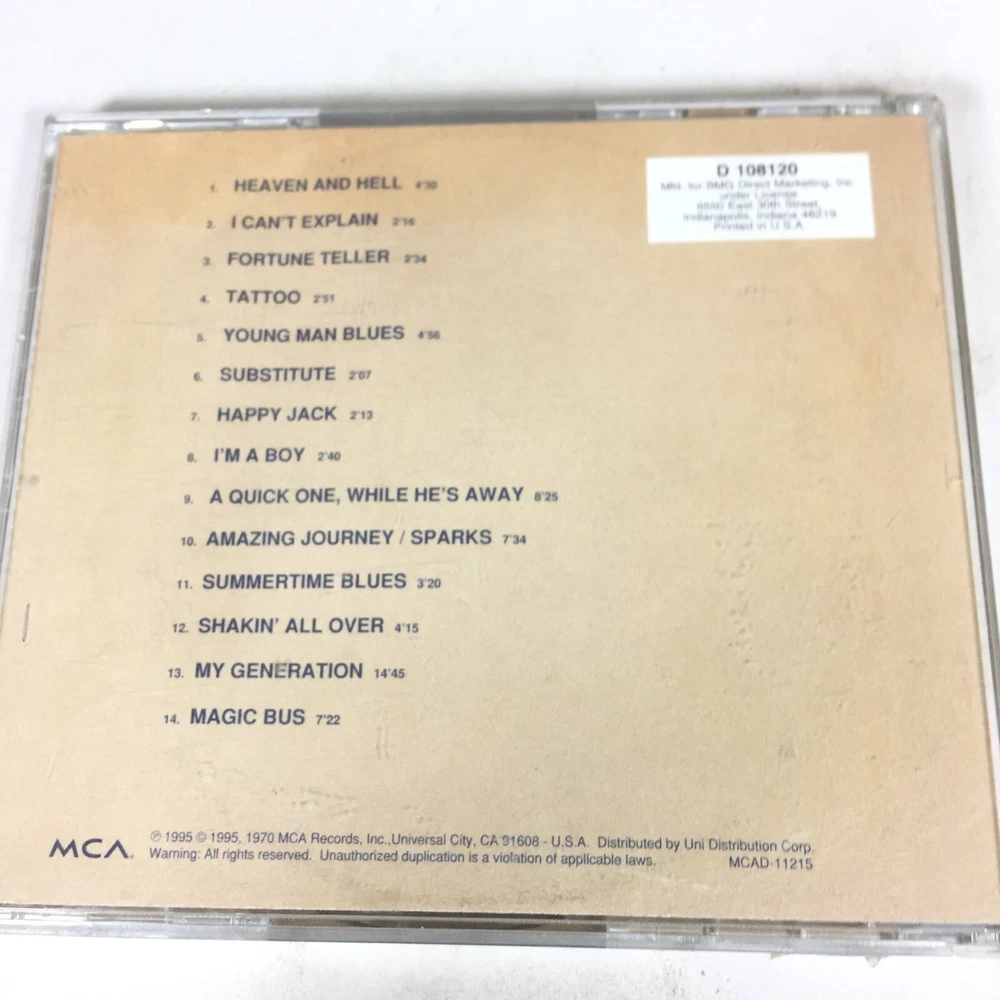 D 108120
Mfd. for BMG Direct Marketing, Inc.
under License
6550 East 30th Street,
Indianapolis, Indiana 46219
Printed in U.S.A.
1. HEAVEN AND HELL 4'30
2. I CAN'T EXPLAIN 2'16
3. FORTUNE TELLER 2'34
4. TATTOO 2'51
5. YOUNG MAN BLUES 4'56
6. SUBSTITUTE 2'07
7. HAPPY JACK 2'13
8. I'M A BOY 2'40
9. A QUICK ONE, WHILE HE'S AWAY 8'25
10. AMAZING JOURNEY / SPARKS 7'34
11. SUMMERTIME BLUES 3'20
12. SHAKIN' ALL OVER 4'15
13. MY GENERATION 14'45
14. MAGIC BUS 7'22
MCA
℗ 1995 © 1995, 1970 MCA Records, Inc.,Universal City, CA 91608 - U.S.A. Distributed by Uni Distribution Corp.
Warning: All rights reserved. Unauthorized duplication is a violation of applicable laws. MCAD-11215